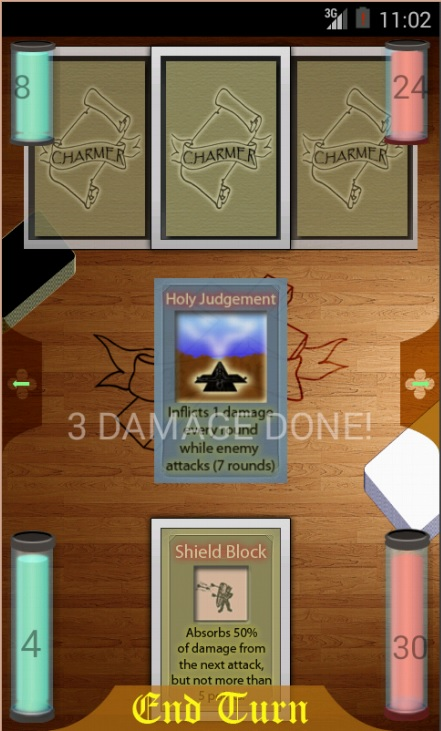 3G 11:02
8
24
CHARMER CHARMER CHARMER
Holy Judgement
Inflicts 1 damage
every round
3 DAMAGE DONE!
while enemy
attacks (7 rounds)
Shield Block
Absorbs 50%
of damage from
the next attack,
but not more than
5
4
30
End Turn